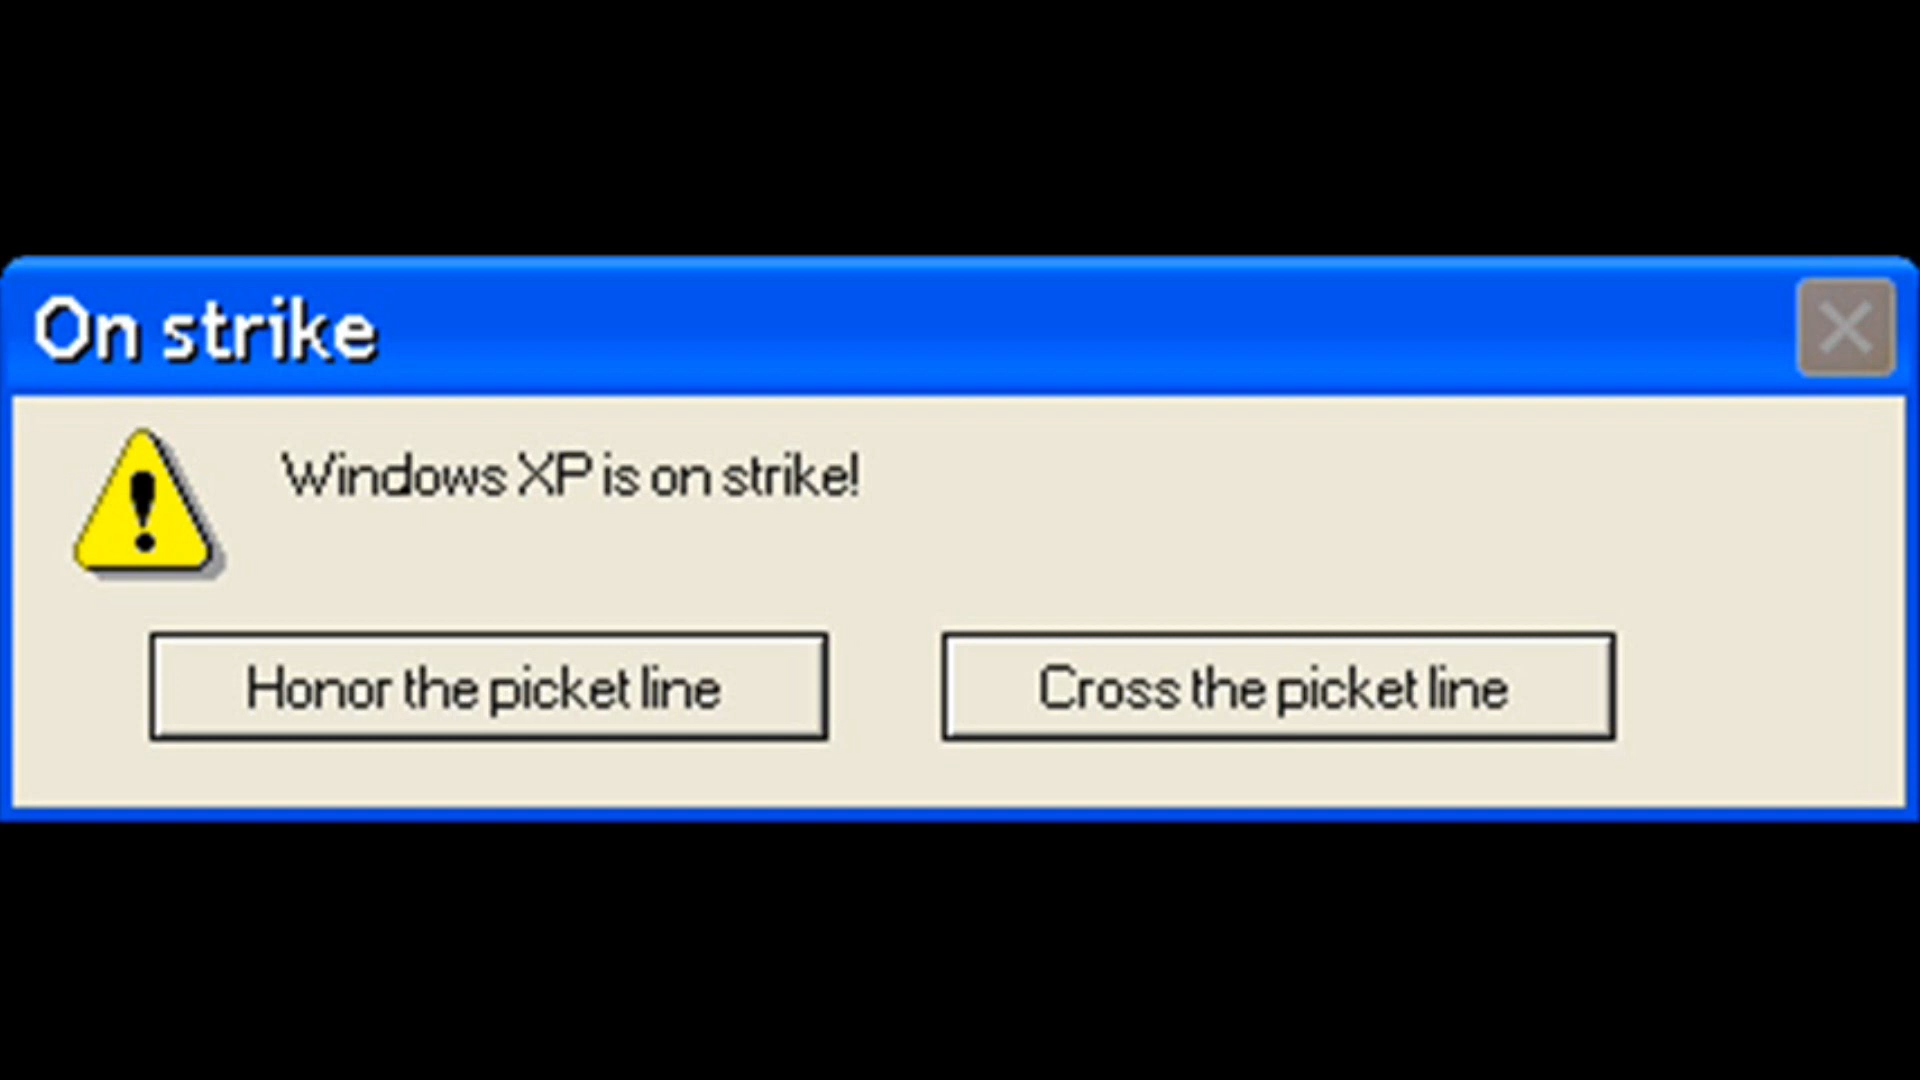 On strike
Windows XP is on strike!
Honor the picket line
Cross the picket line